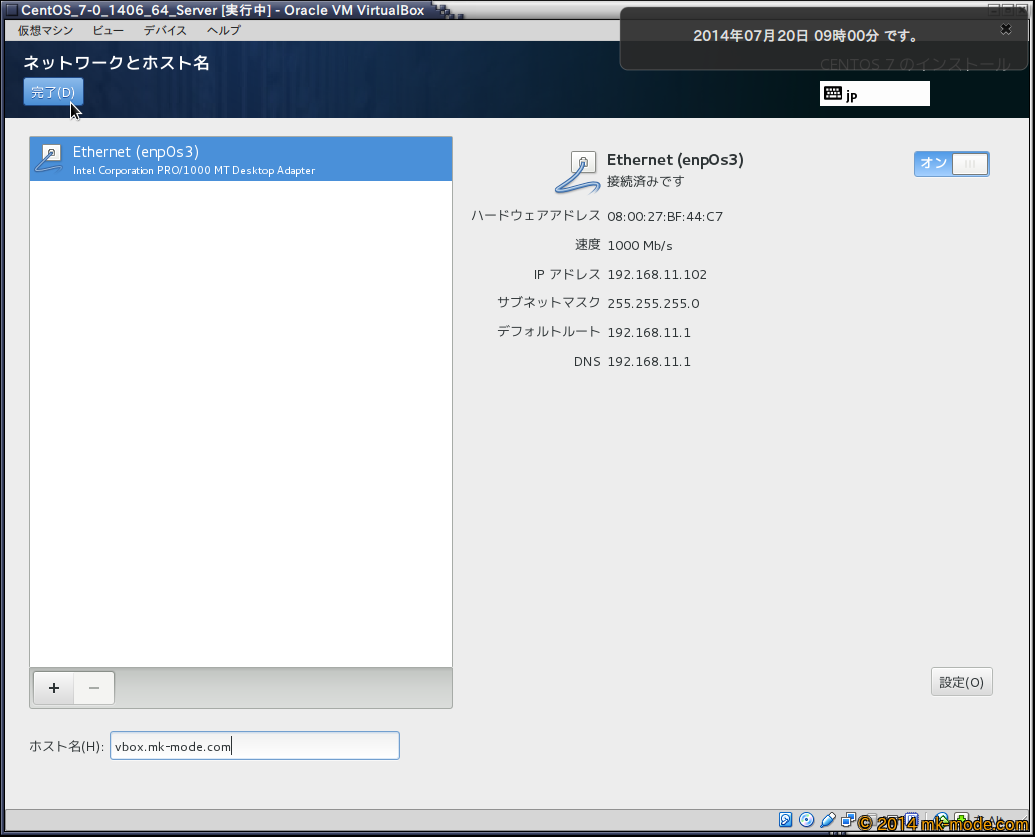 CentOS_7-0_1406_64_Server [実行中] - Oracle VM VirtualBox
仮想マシン ビュー デバイス ヘルプ
2014年07月20日 09時00分 です。
ネットワークとホスト名
CENTOS 7 のインストール
完了(D)
jp
Ethernet (enp0s3)
Intel Corporation PRO/1000 MT Desktop Adapter
Ethernet (enp0s3)
接続済みです
オン
ハードウェアアドレス 08:00:27:BF:44:C7
速度 1000 Mb/s
IP アドレス 192.168.11.102
サブネットマスク 255.255.255.0
デフォルトルート 192.168.11.1
DNS 192.168.11.1
+ −
設定(O)
ホスト名(H): vbox.mk-mode.com
© 2014 mk-mode.com